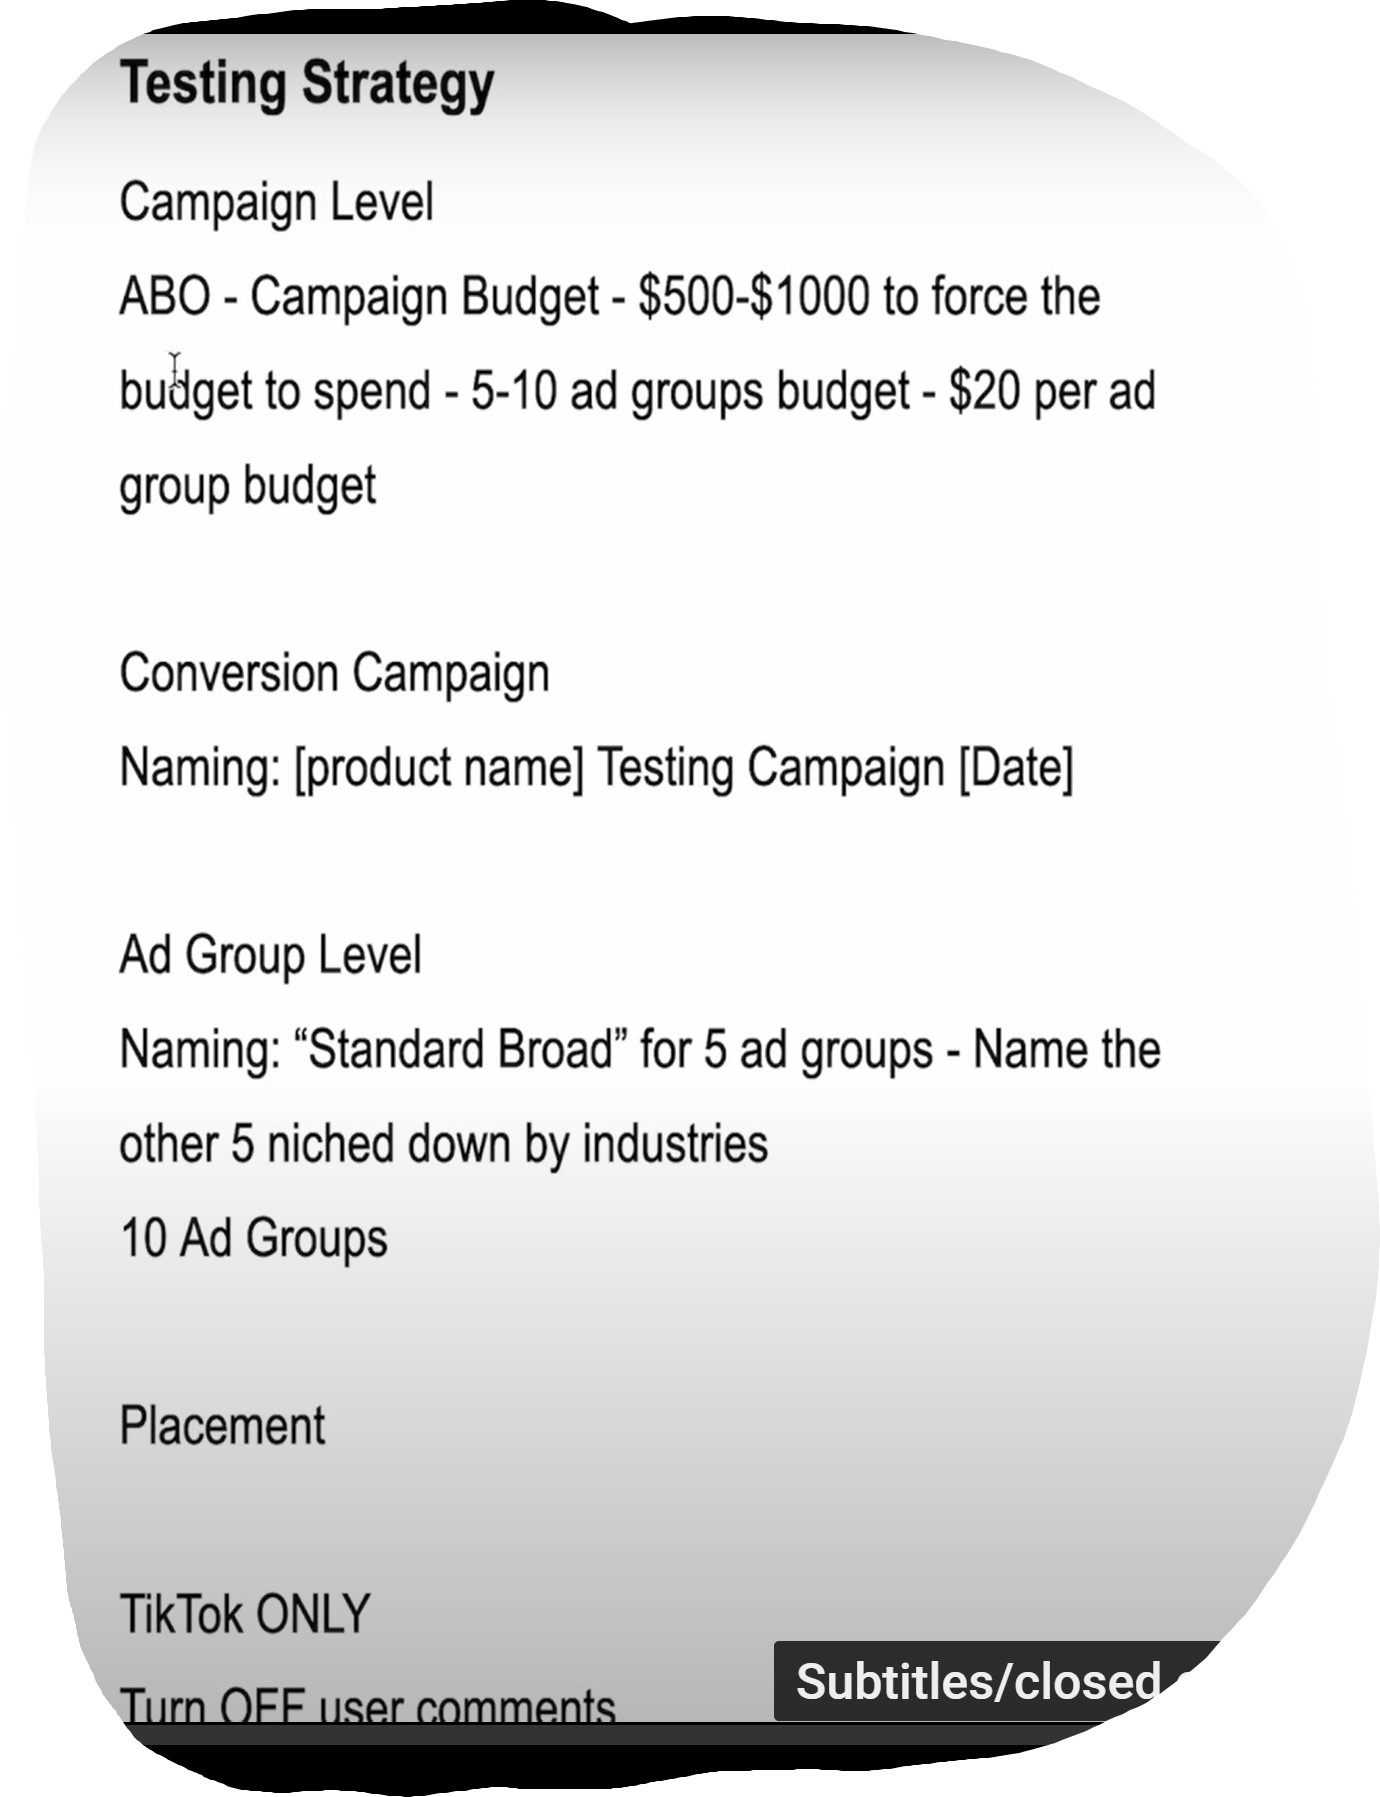 Testing Strategy
Campaign Level
ABO - Campaign Budget - $500-$1000 to force the
budget to spend - 5-10 ad groups budget - $20 per ad
group budget
Conversion Campaign
Naming: [product name] Testing Campaign [Date]
Ad Group Level
Naming: “Standard Broad” for 5 ad groups - Name the
other 5 niched down by industries
10 Ad Groups
Placement
TikTok ONLY
Turn OFF user comments
Subtitles/closed